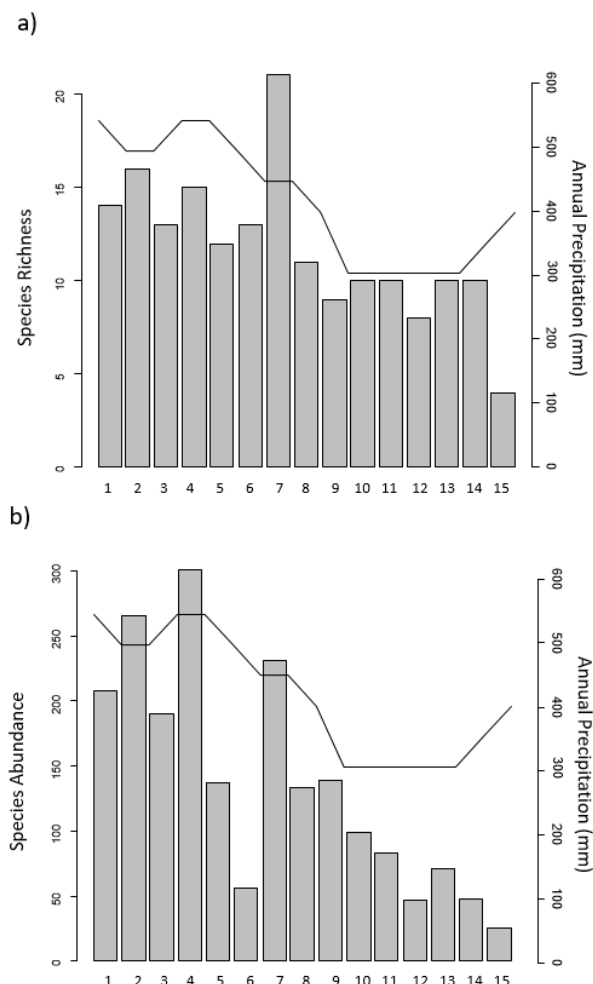 a)
Species Richness
0 5 10 15 20
0 100 200 300 400 500 600
Annual Precipitation (mm)
1 2 3 4 5 6 7 8 9 10 11 12 13 14 15
b)
Species Abundance
0 50 100 150 200 250 300
0 100 200 300 400 500 600
Annual Precipitation (mm)
1 2 3 4 5 6 7 8 9 10 11 12 13 14 15